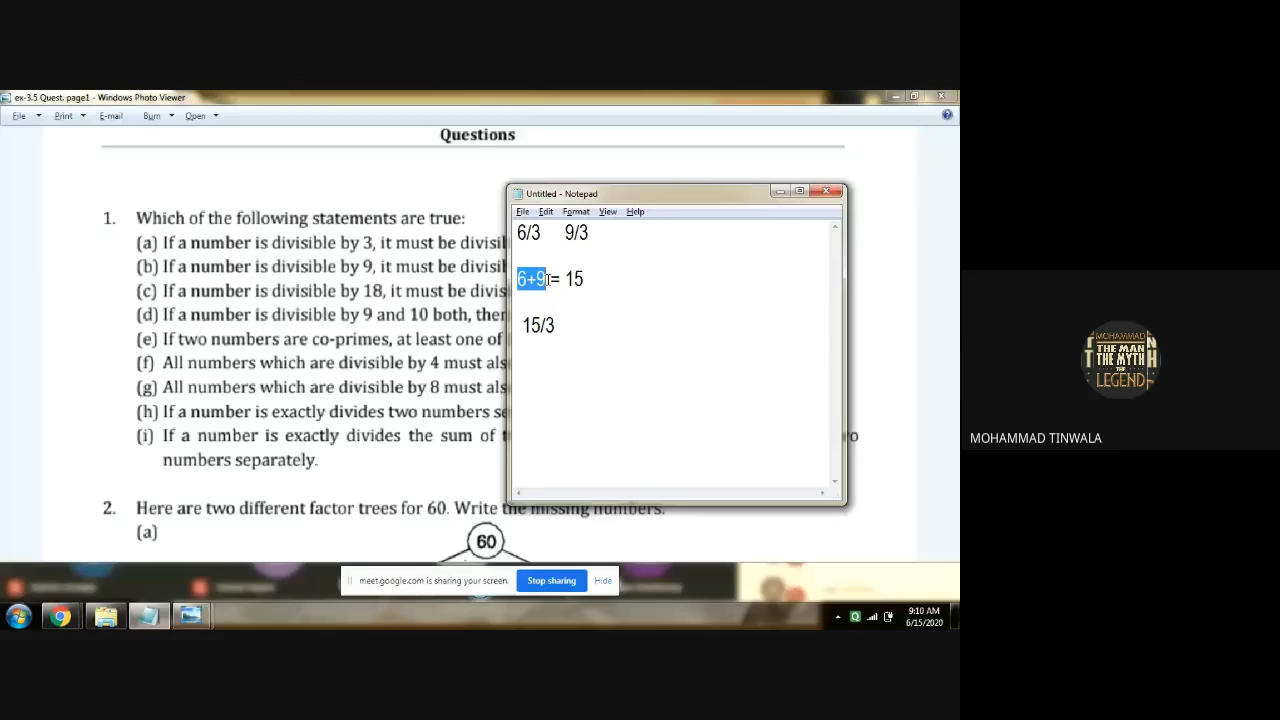 ex-3.5 Quest. page1 - Windows Photo Viewer
File Print E-mail Burn Open
Questions
1. Which of the following statements are true:
(a) If a number is divisible by 3, it must be divisi
(b) If a number is divisible by 9, it must be divisi
(c) If a number is divisible by 18, it must be divis
(d) If a number is divisible by 9 and 10 both, then
(e) If two numbers are co-primes, at least one of
(f) All numbers which are divisible by 4 must als
(g) All numbers which are divisible by 8 must als
(h) If a number is exactly divides two numbers se
(i) If a number is exactly divides the sum of t
numbers separately.
2. Here are two different factor trees for 60. Write the missing numbers.
(a)
60
Untitled - Notepad
File Edit Format View Help
6/3 9/3
6+9 = 15
15/3
meet.google.com is sharing your screen. Stop sharing Hide
9:10 AM
6/15/2020
MOHAMMAD
THE MAN
THE MYTH
THE
LEGEND
MOHAMMAD TINWALA